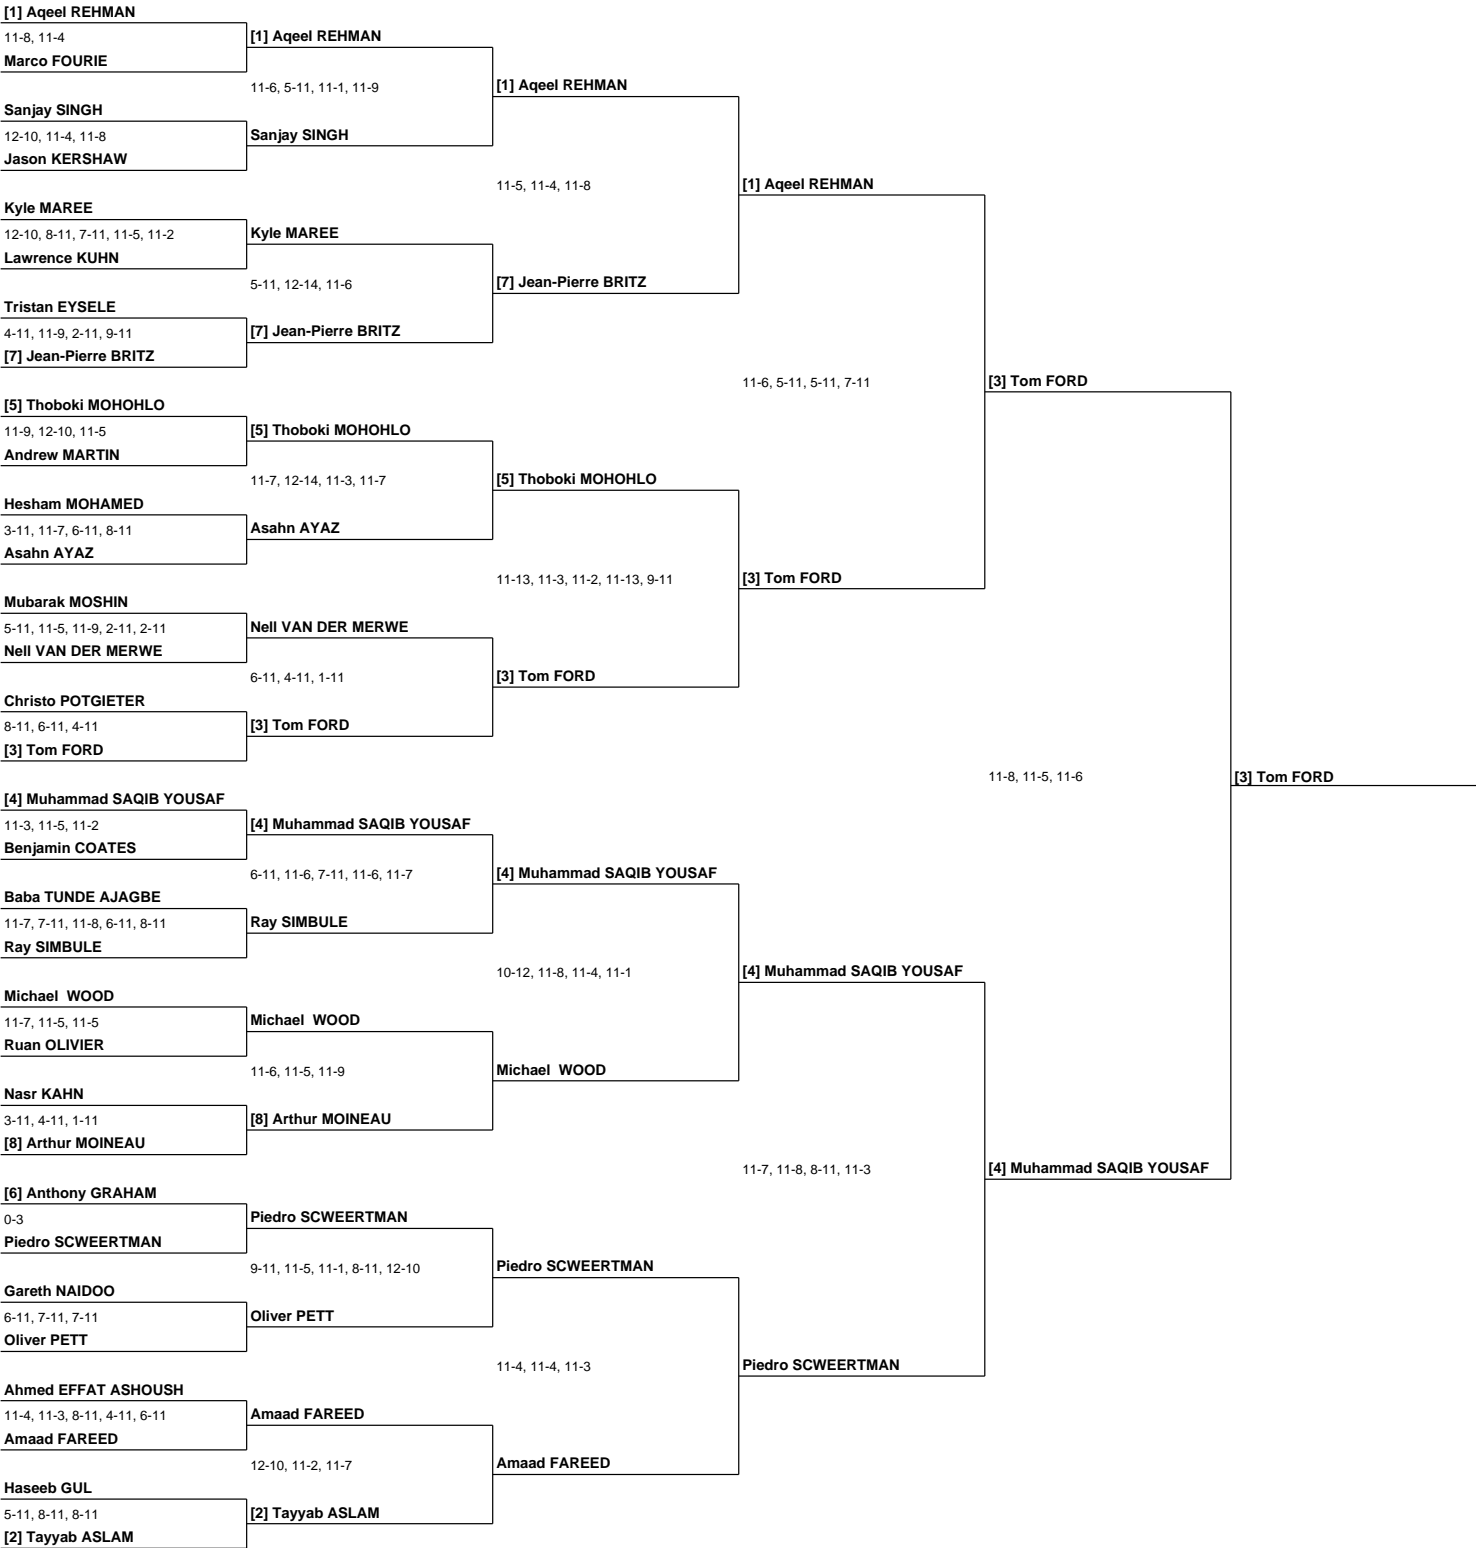 [1] Aqeel REHMAN
11-8, 11-4
Marco FOURIE
Sanjay SINGH
12-10, 11-4, 11-8
Jason KERSHAW
Kyle MAREE
12-10, 8-11, 7-11, 11-5, 11-2
Lawrence KUHN
Tristan EYSELE
4-11, 11-9, 2-11, 9-11
[7] Jean-Pierre BRITZ
[5] Thoboki MOHOHLO
11-9, 12-10, 11-5
Andrew MARTIN
Hesham MOHAMED
3-11, 11-7, 6-11, 8-11
Asahn AYAZ
Mubarak MOSHIN
5-11, 11-5, 11-9, 2-11, 2-11
Nell VAN DER MERWE
Christo POTGIETER
8-11, 6-11, 4-11
[3] Tom FORD
[4] Muhammad SAQIB YOUSAF
11-3, 11-5, 11-2
Benjamin COATES
Baba TUNDE AJAGBE
11-7, 7-11, 11-8, 6-11, 8-11
Ray SIMBULE
Michael  WOOD
11-7, 11-5, 11-5
Ruan OLIVIER
Nasr KAHN
3-11, 4-11, 1-11
[8] Arthur MOINEAU
[6] Anthony GRAHAM
0-3
Piedro SCWEERTMAN
Gareth NAIDOO
6-11, 7-11, 7-11
Oliver PETT
Ahmed EFFAT ASHOUSH
11-4, 11-3, 8-11, 4-11, 6-11
Amaad FAREED
Haseeb GUL
5-11, 8-11, 8-11
[2] Tayyab ASLAM
[1] Aqeel REHMAN
11-6, 5-11, 11-1, 11-9
Sanjay SINGH
Kyle MAREE
5-11, 12-14, 11-6
[7] Jean-Pierre BRITZ
[5] Thoboki MOHOHLO
11-7, 12-14, 11-3, 11-7
Asahn AYAZ
Nell VAN DER MERWE
6-11, 4-11, 1-11
[3] Tom FORD
[4] Muhammad SAQIB YOUSAF
6-11, 11-6, 7-11, 11-6, 11-7
Ray SIMBULE
Michael  WOOD
11-6, 11-5, 11-9
[8] Arthur MOINEAU
Piedro SCWEERTMAN
9-11, 11-5, 11-1, 8-11, 12-10
Oliver PETT
Amaad FAREED
12-10, 11-2, 11-7
[2] Tayyab ASLAM
[1] Aqeel REHMAN
11-5, 11-4, 11-8
[7] Jean-Pierre BRITZ
[5] Thoboki MOHOHLO
11-13, 11-3, 11-2, 11-13, 9-11
[3] Tom FORD
[4] Muhammad SAQIB YOUSAF
10-12, 11-8, 11-4, 11-1
Michael  WOOD
Piedro SCWEERTMAN
11-4, 11-4, 11-3
Amaad FAREED
[1] Aqeel REHMAN
11-6, 5-11, 5-11, 7-11
[3] Tom FORD
[4] Muhammad SAQIB YOUSAF
11-7, 11-8, 8-11, 11-3
Piedro SCWEERTMAN
[3] Tom FORD
11-8, 11-5, 11-6
[4] Muhammad SAQIB YOUSAF
[3] Tom FORD